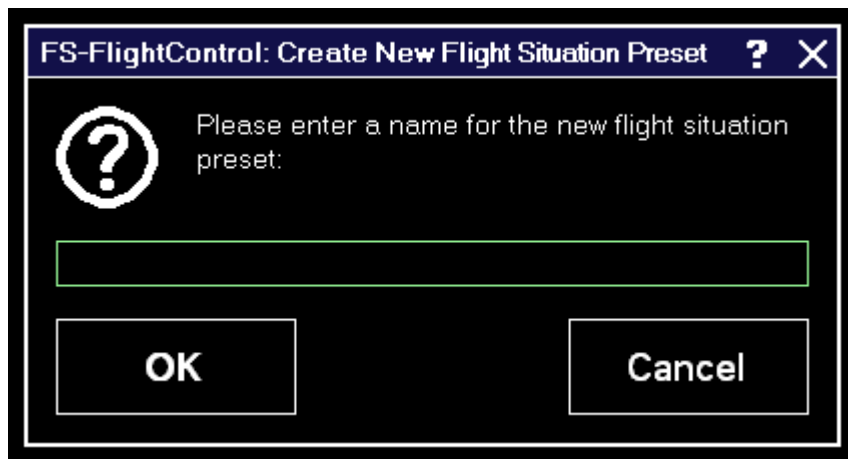 FS-FlightControl: Create New Flight Situation Preset ? X
?
Please enter a name for the new flight situation
preset:
OK
Cancel